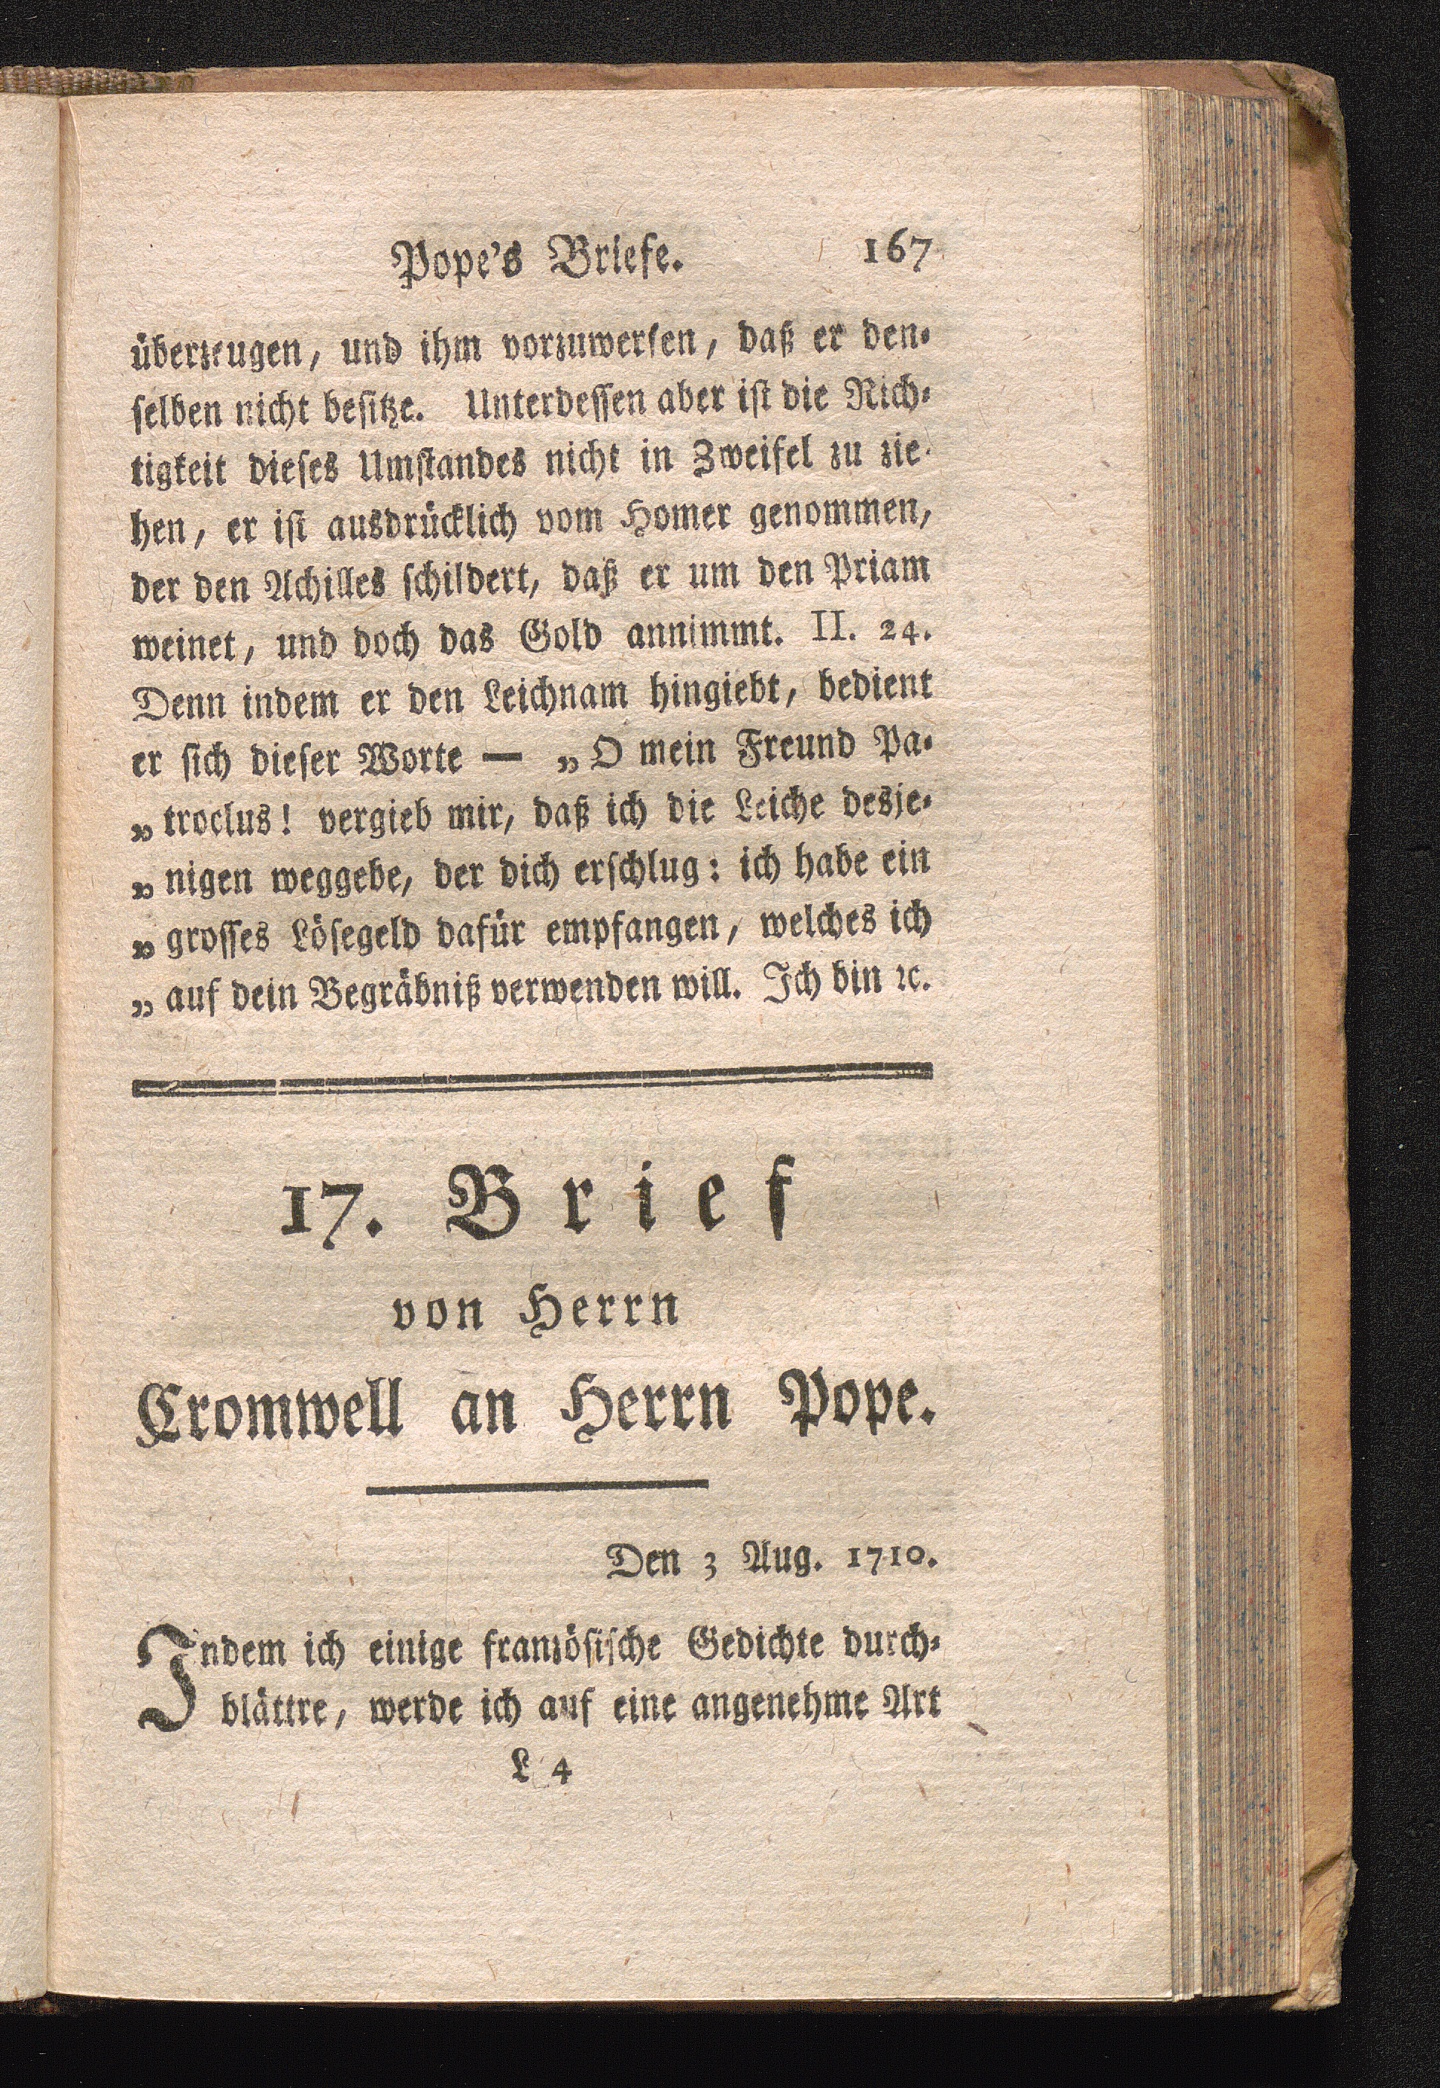 Pope's Briefe. 167
überzeugen, und ihm vorzuwerfen, daß er den-
selben nicht besitze. Unterdessen aber ist die Rich-
tigkeit dieses Umstandes nicht in Zweifel zu zie-
hen, er ist ausdrücklich vom Homer genommen,
der den Achilles schildert, daß er um den Priam
weinet, und doch das Gold annimmt. II. 24.
Denn indem er den Leichnam hingiebt, bedient
er sich dieser Worte — „O mein Freund Pa-
„troclus! vergieb mir, daß ich die Leiche desje-
„nigen weggebe, der dich erschlug: ich habe ein
„grosses Lösegeld dafür empfangen, welches ich
„auf dein Begräbniß verwenden will. Ich bin ꝛc.
17. Brief
von Herrn
Cromwell an Herrn Pope.
Den 3 Aug. 1710.
Indem ich einige französische Gedichte durch-
blättre, werde ich auf eine angenehme Art
L 4